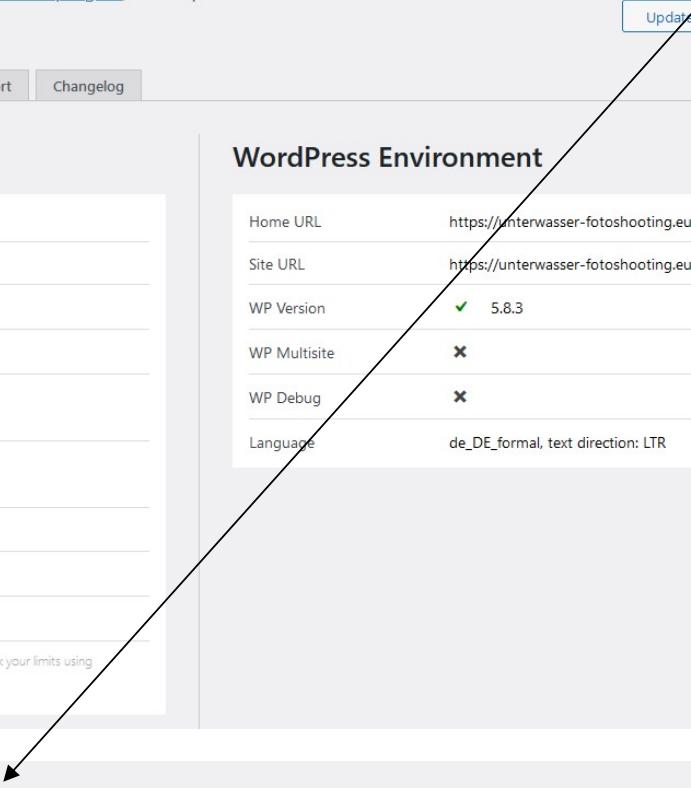 Update
rt
Changelog
WordPress Environment
Home URL https://unterwasser-fotoshooting.eu
Site URL https://unterwasser-fotoshooting.eu
WP Version 5.8.3
WP Multisite
WP Debug
Language de_DE_formal, text direction: LTR
your limits using